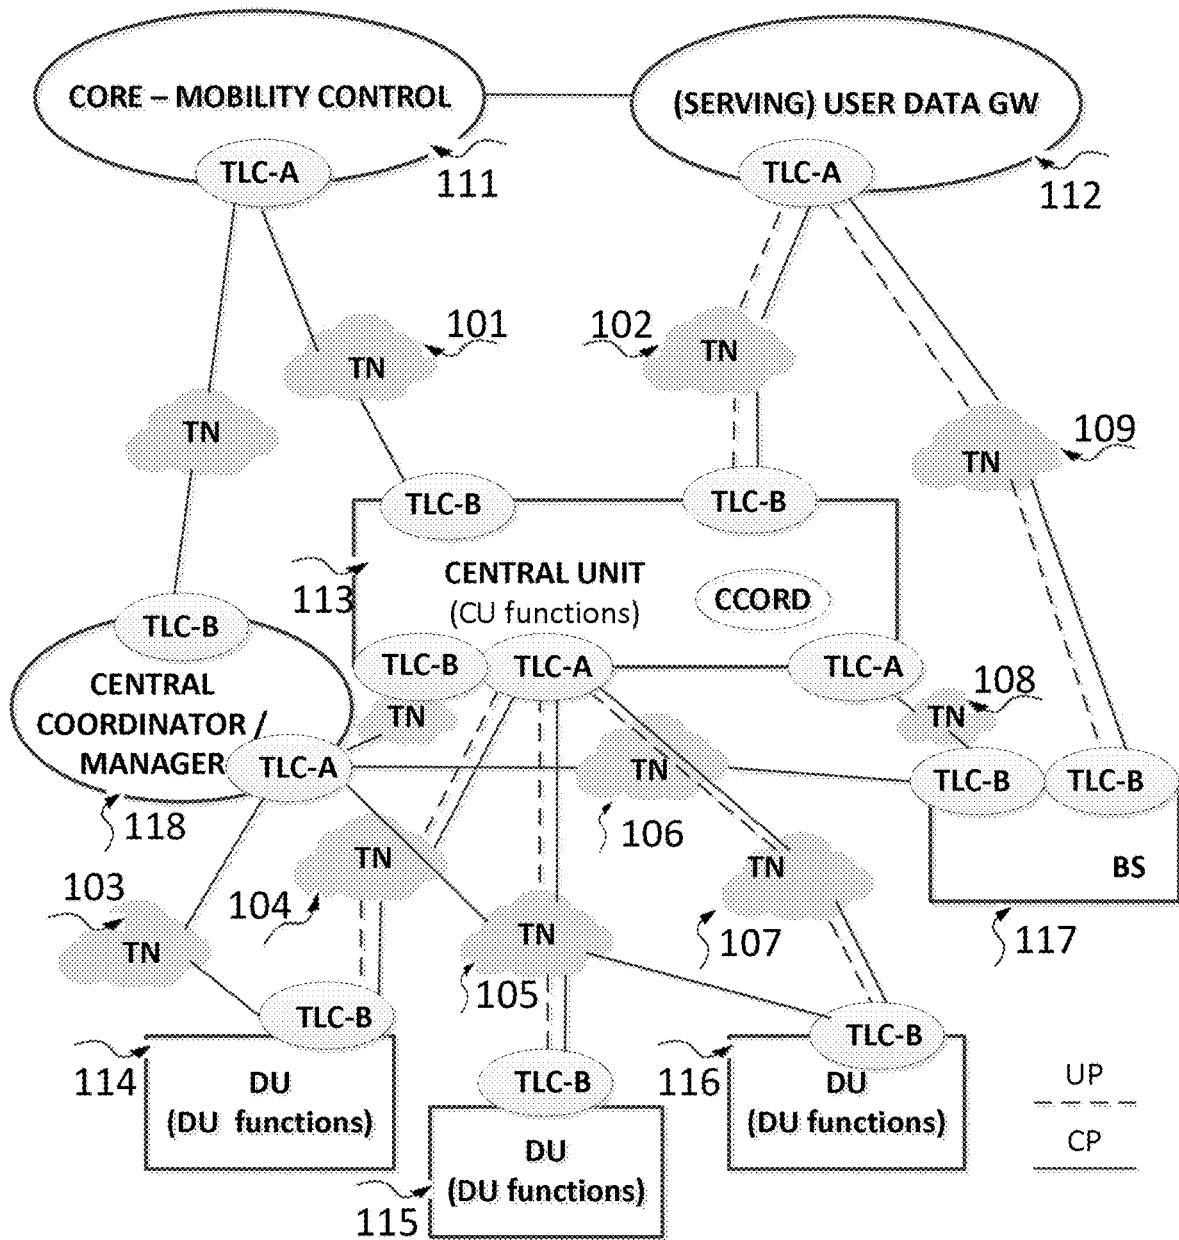 CORE – MOBILITY CONTROL
(SERVING) USER DATA GW
TLC-A
111
TLC-A
112
101
102
TN
TN
TN
109
TN
TLC-B
TLC-B
113
CENTRAL UNIT
(CU functions)
CCORD
TLC-B
TLC-B
TLC-A
TLC-A
CENTRAL
COORDINATOR /
MANAGER
TN
108
TN
TLC-A
TN
TLC-B
TLC-B
118
106
BS
103
104
TN
TN
107
117
TN
TN
105
TLC-B
TLC-B
114
DU
(DU functions)
TLC-B
116
DU
(DU functions)
UP
CP
115
DU
(DU functions)